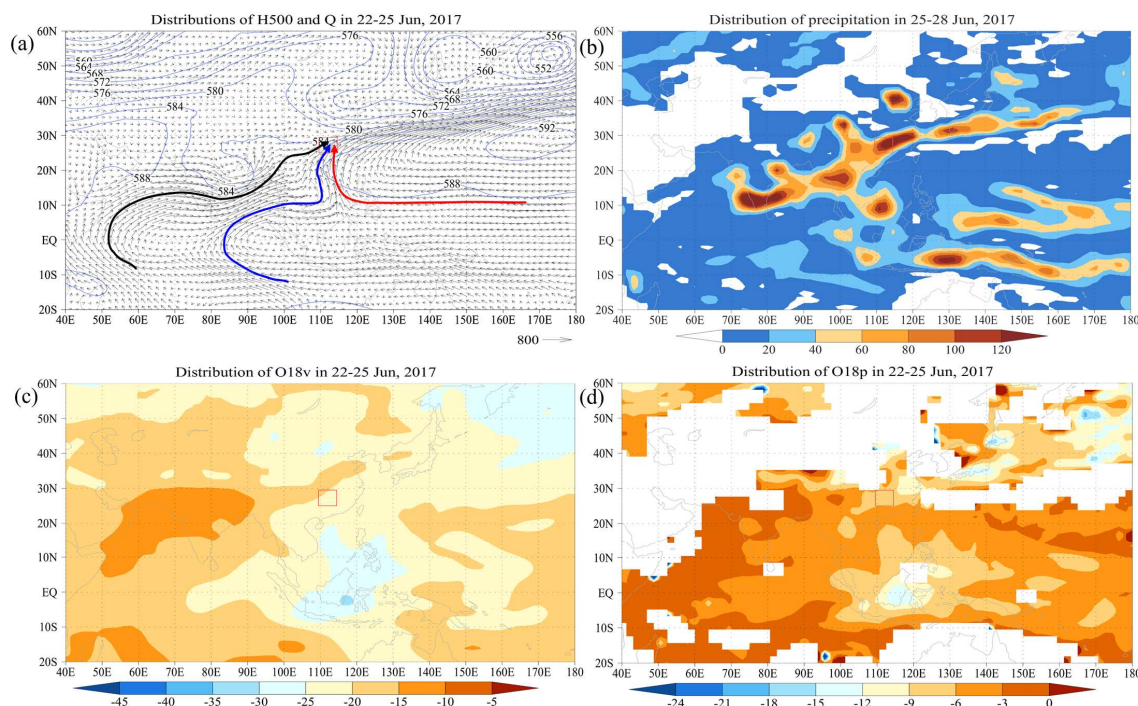 Distributions of H500 and Q in 22-25 Jun, 2017
(a)
60N
50N
40N
30N
20N
10N
EQ
10S
20S
576
560
556
560
564
568
572
576
580
584
560
552
564
568
572
576
580
592
584
588
584
588
40E 50E 60E 70E 80E 90E 100E 110E 120E 130E 140E 150E 160E 170E 180
800
Distribution of precipitation in 25-28 Jun, 2017
(b)
60N
50N
40N
30N
20N
10N
EQ
10S
20S
40E 50E 60E 70E 80E 90E 100E 110E 120E 130E 140E 150E 160E 170E 180
0 20 40 60 80 100 120
Distribution of O18v in 22-25 Jun, 2017
(c)
60N
50N
40N
30N
20N
10N
EQ
10S
20S
40E 50E 60E 70E 80E 90E 100E 110E 120E 130E 140E 150E 160E 170E 180
-45 -40 -35 -30 -25 -20 -15 -10 -5
Distribution of O18p in 22-25 Jun, 2017
(d)
60N
50N
40N
30N
20N
10N
EQ
10S
20S
40E 50E 60E 70E 80E 90E 100E 110E 120E 130E 140E 150E 160E 170E 180
-24 -21 -18 -15 -12 -9 -6 -3 0